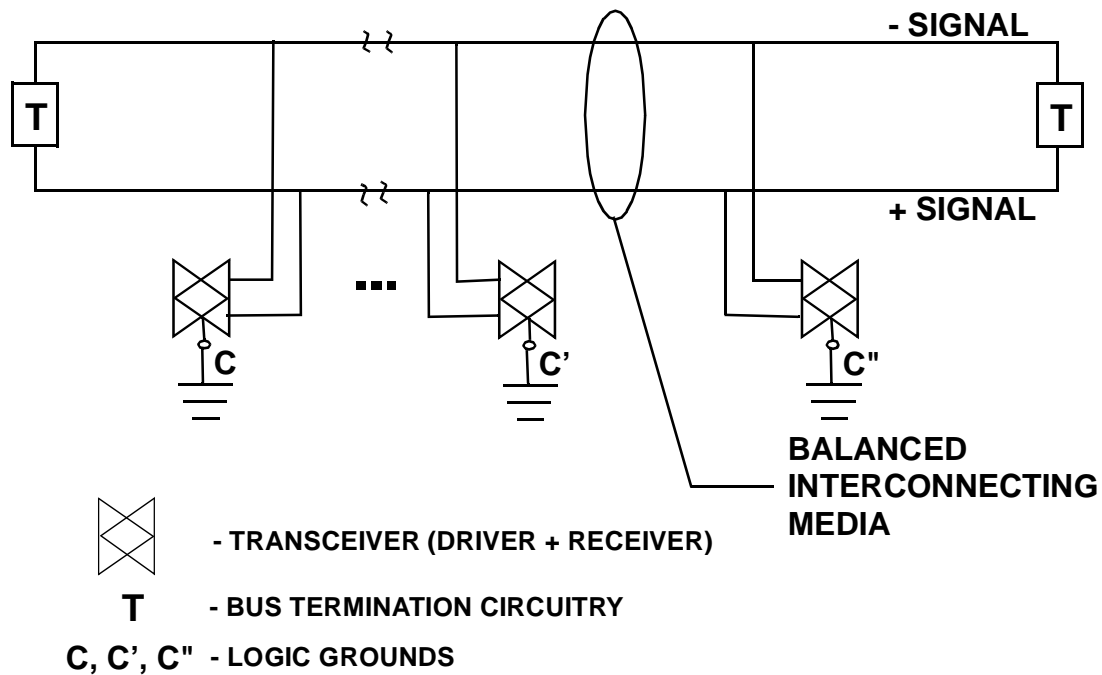 - SIGNAL
T
T
+ SIGNAL
C
C’
C"
BALANCED
INTERCONNECTING
MEDIA
- TRANSCEIVER (DRIVER + RECEIVER)
T - BUS TERMINATION CIRCUITRY
C, C’, C" - LOGIC GROUNDS